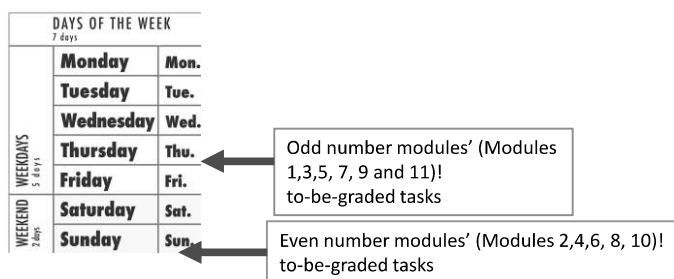 DAYS OF THE WEEK
7 days
Monday Mon.
Tuesday Tue.
Wednesday Wed.
Thursday Thu.
Friday Fri.
Saturday Sat.
Sunday Sun.
WEEKDAYS
5 days
WEEKEND
2 days
Odd number modules’ (Modules
1,3,5, 7, 9 and 11)!
to-be-graded tasks
Even number modules’ (Modules 2,4,6, 8, 10)!
to-be-graded tasks